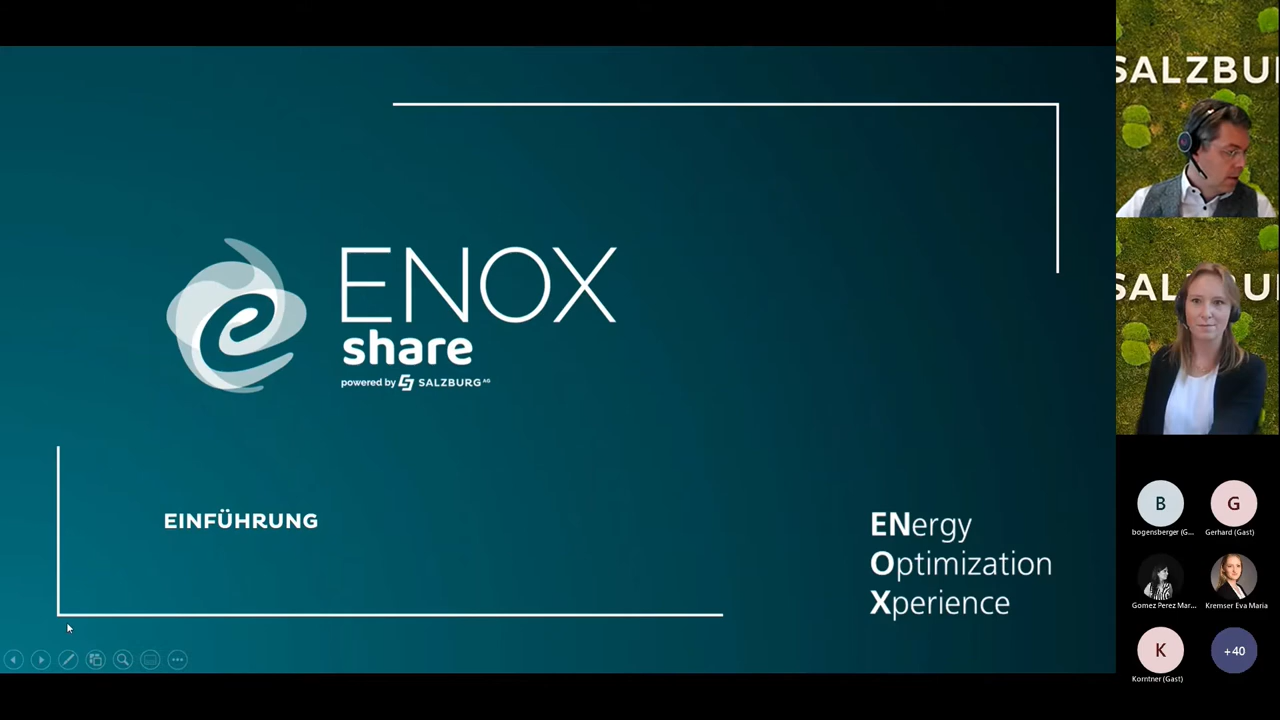 ENOX
share
powered by SALZBURG AG
EINFÜHRUNG
ENergy
Optimization
Xperience
SALZBU
SALZBU
B
G
bogensberger (G...
Gerhard (Gast)
Gomez Perez Mar...
Kremser Eva Maria
K
+40
Korntner (Gast)